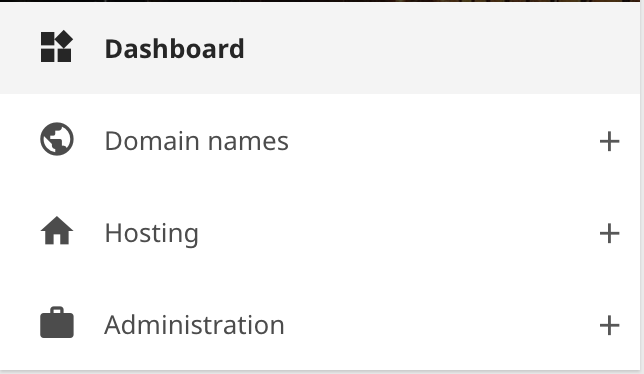 Dashboard
Domain names +
Hosting +
Administration +